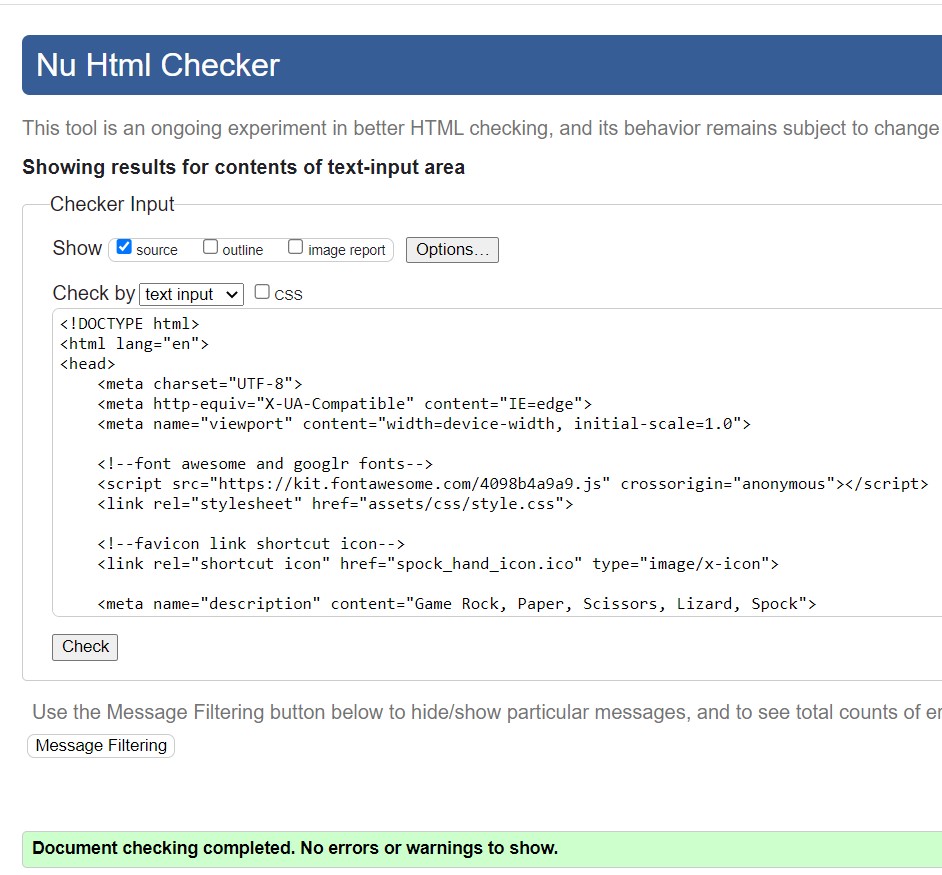 Nu Html Checker
This tool is an ongoing experiment in better HTML checking, and its behavior remains subject to change
Showing results for contents of text-input area
Checker Input
Show source outline image report Options...
Check by text input CSS
<!DOCTYPE html>
<html lang="en">
<head>
    <meta charset="UTF-8">
    <meta http-equiv="X-UA-Compatible" content="IE=edge">
    <meta name="viewport" content="width=device-width, initial-scale=1.0">
    <!--font awesome and googlr fonts-->
    <script src="https://kit.fontawesome.com/4098b4a9a9.js" crossorigin="anonymous"></script>
    <link rel="stylesheet" href="assets/css/style.css">
    <!--favicon link shortcut icon-->
    <link rel="shortcut icon" href="spock_hand_icon.ico" type="image/x-icon">
    <meta name="description" content="Game Rock, Paper, Scissors, Lizard, Spock">
Check
Use the Message Filtering button below to hide/show particular messages, and to see total counts of
Message Filtering
Document checking completed. No errors or warnings to show.